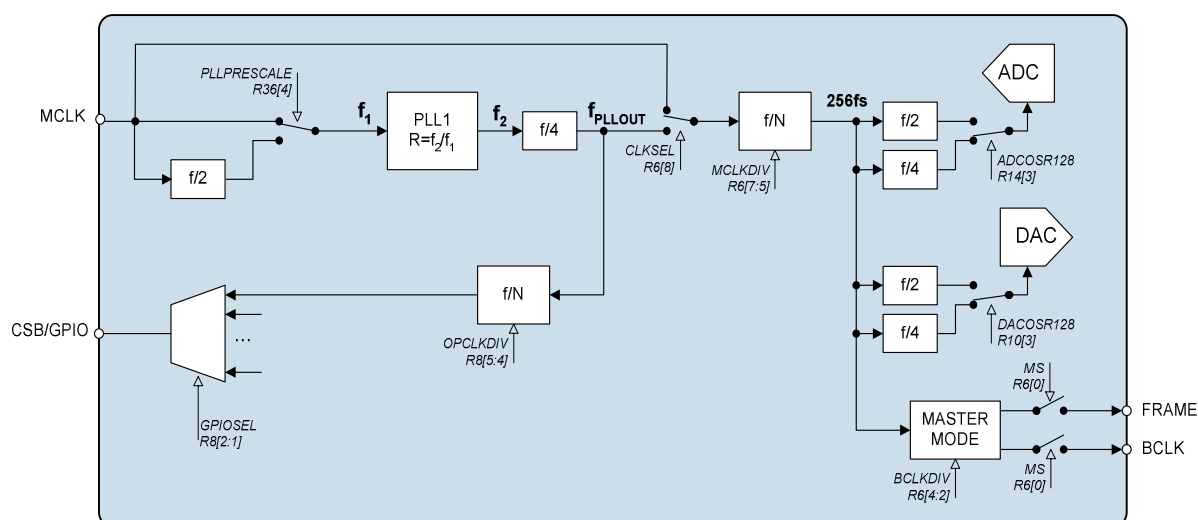 PLLPRESCALE
R36[4]
MCLK
f/2
f1
PLL1
R=f2/f1
f2
f/4
fPLLOUT
CLKSEL
R6[8]
f/N
MCLKDIV
R6[7:5]
256fs
f/2
f/4
ADC
ADCOSR128
R14[3]
DAC
f/2
f/4
DACOSR128
R10[3]
f/N
OPCLKDIV
R8[5:4]
CSB/GPIO
...
GPIOSEL
R8[2:1]
MASTER
MODE
BCLKDIV
R6[4:2]
MS
R6[0]
FRAME
BCLK
MS
R6[0]